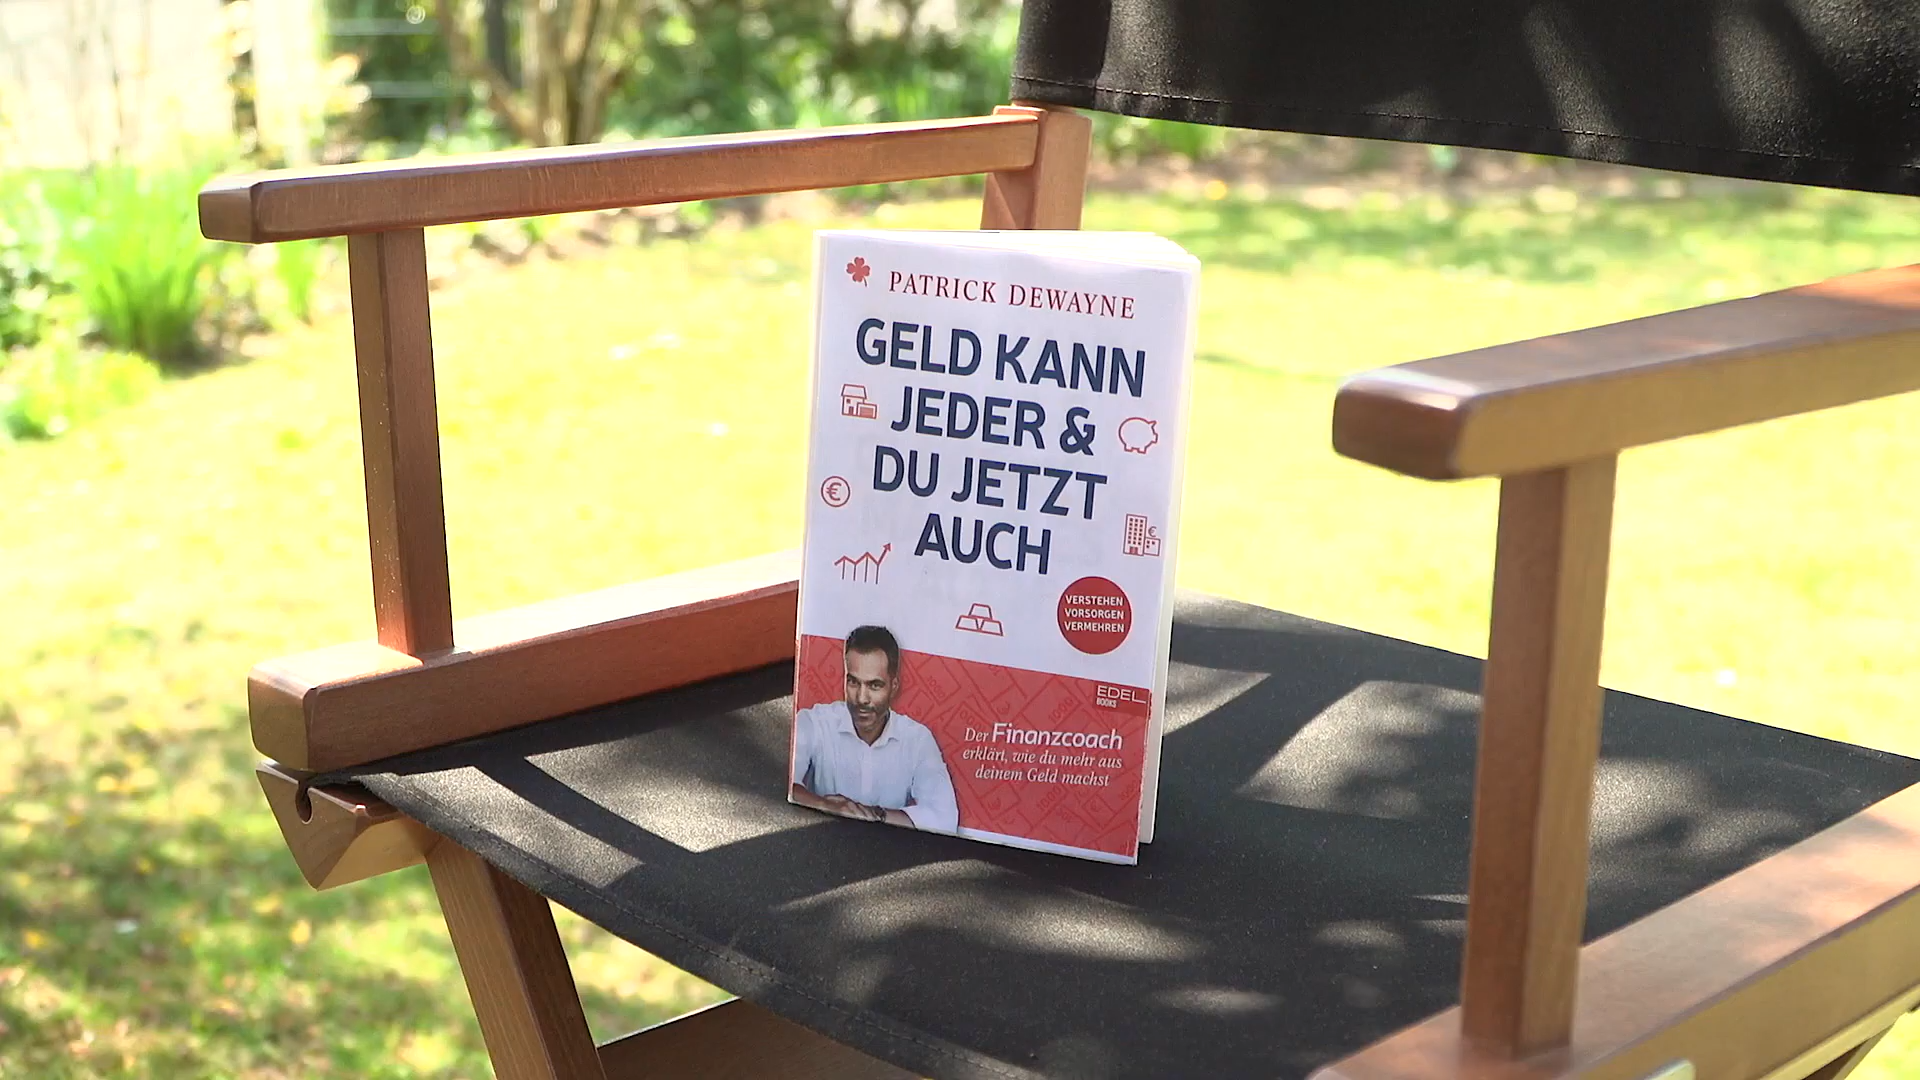 PATRICK DEWAYNE
GELD KANN
JEDER &
DU JETZT
AUCH
VERSTEHEN
VORSORGEN
VERMEHREN
EDEL
BOOKS
Der Finanzcoach
erklärt, wie du mehr aus
deinem Geld machst